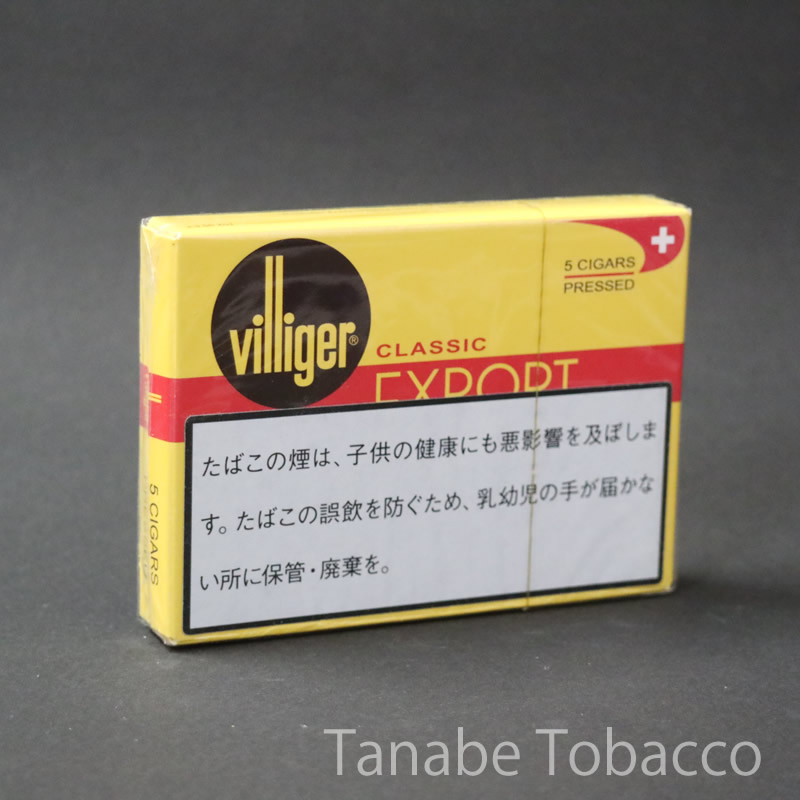 villiger®
CLASSIC
EXPORT
5 CIGARS
PRESSED
たばこの煙は、子供の健康にも悪影響を及ぼしま
す。たばこの誤飲を防ぐため、乳幼児の手が届かな
い所に保管・廃棄を。
5 CIGARS
Tanabe Tobacco